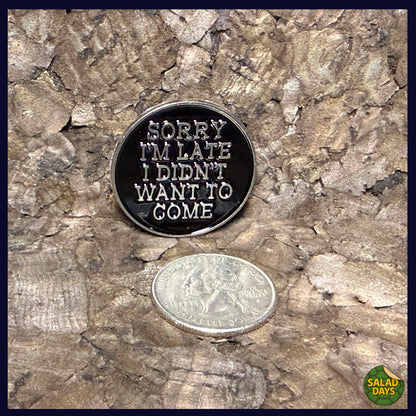 SORRY
I'M LATE
I DIDN'T
WANT TO
COME
SALAD
DAYS